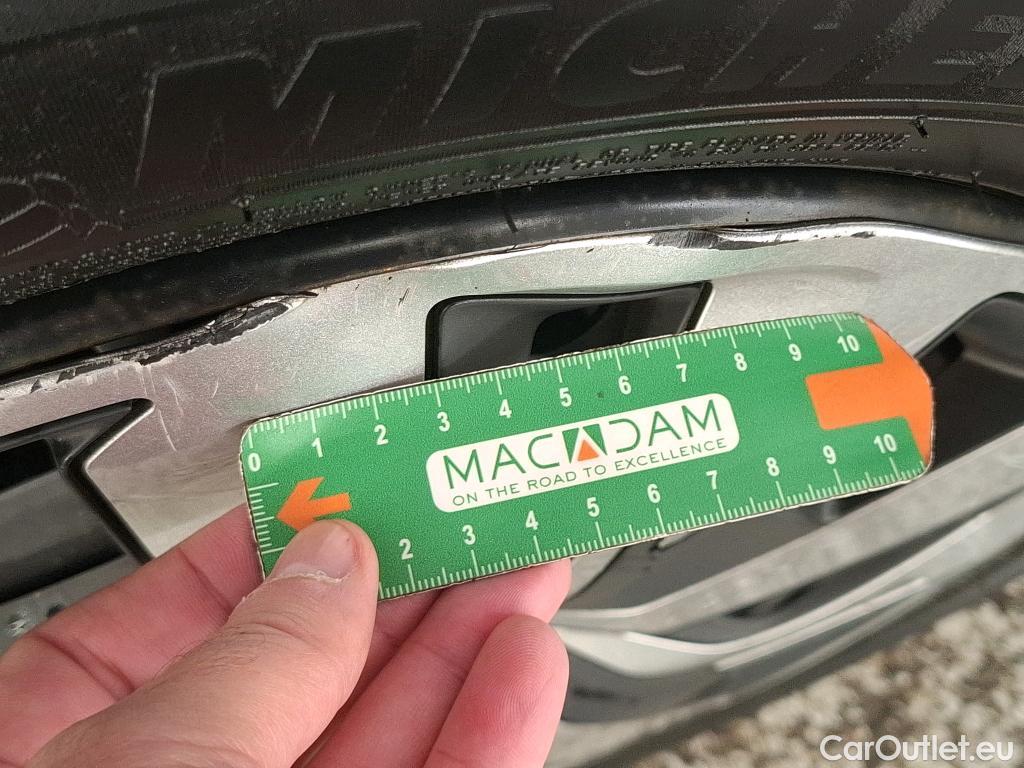 MICHE
0 1 2 3 4 5 6 7 8 9 10
MACADAM
ON THE ROAD TO EXCELLENCE
2 3 4 5 6 7 8 9 10
CarOutlet.eu